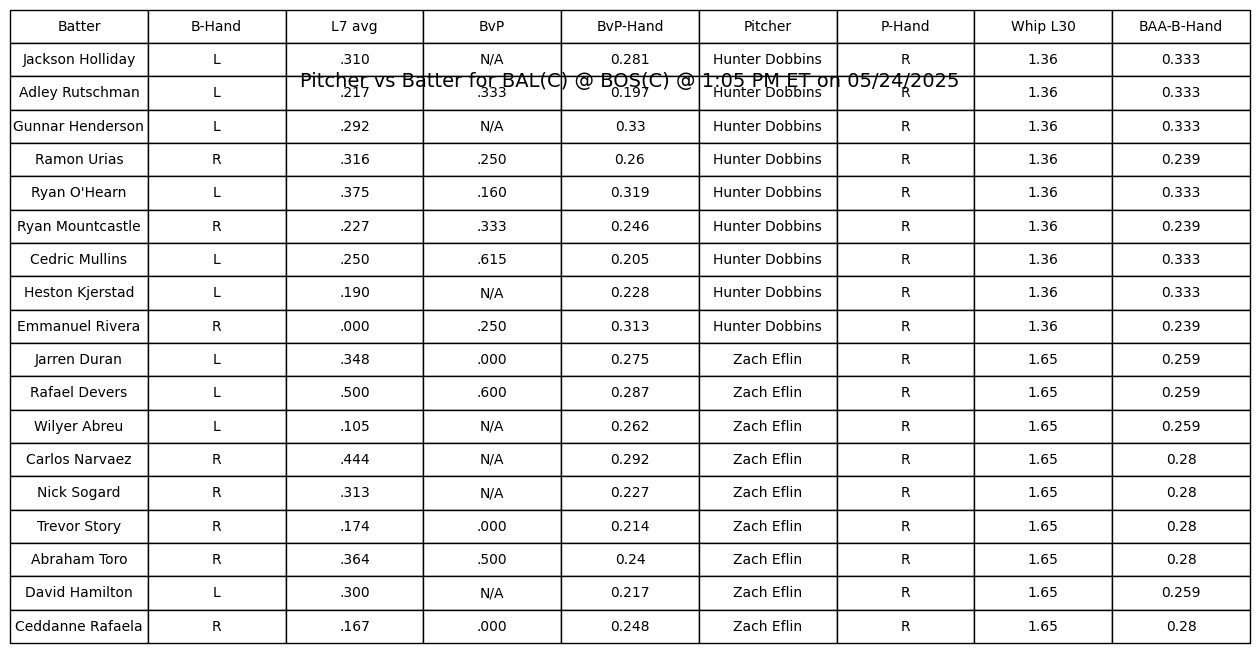 Batter B-Hand L7 avg BvP BvP-Hand Pitcher P-Hand Whip L30 BAA-B-Hand
Jackson Holliday L .310 N/A 0.281 Hunter Dobbins R 1.36 0.333
Pitcher vs Batter for BAL(C) @ BOS(C) @ 1:05 PM ET on 05/24/2025
Adley Rutschman L .217 .333 0.197 Hunter Dobbins R 1.36 0.333
Gunnar Henderson L .292 N/A 0.33 Hunter Dobbins R 1.36 0.333
Ramon Urias R .316 .250 0.26 Hunter Dobbins R 1.36 0.239
Ryan O'Hearn L .375 .160 0.319 Hunter Dobbins R 1.36 0.333
Ryan Mountcastle R .227 .333 0.246 Hunter Dobbins R 1.36 0.239
Cedric Mullins L .250 .615 0.205 Hunter Dobbins R 1.36 0.333
Heston Kjerstad L .190 N/A 0.228 Hunter Dobbins R 1.36 0.333
Emmanuel Rivera R .000 .250 0.313 Hunter Dobbins R 1.36 0.239
Jarren Duran L .348 .000 0.275 Zach Eflin R 1.65 0.259
Rafael Devers L .500 .600 0.287 Zach Eflin R 1.65 0.259
Wilyer Abreu L .105 N/A 0.262 Zach Eflin R 1.65 0.259
Carlos Narvaez R .444 N/A 0.292 Zach Eflin R 1.65 0.28
Nick Sogard R .313 N/A 0.227 Zach Eflin R 1.65 0.28
Trevor Story R .174 .000 0.214 Zach Eflin R 1.65 0.28
Abraham Toro R .364 .500 0.24 Zach Eflin R 1.65 0.28
David Hamilton L .300 N/A 0.217 Zach Eflin R 1.65 0.259
Ceddanne Rafaela R .167 .000 0.248 Zach Eflin R 1.65 0.28